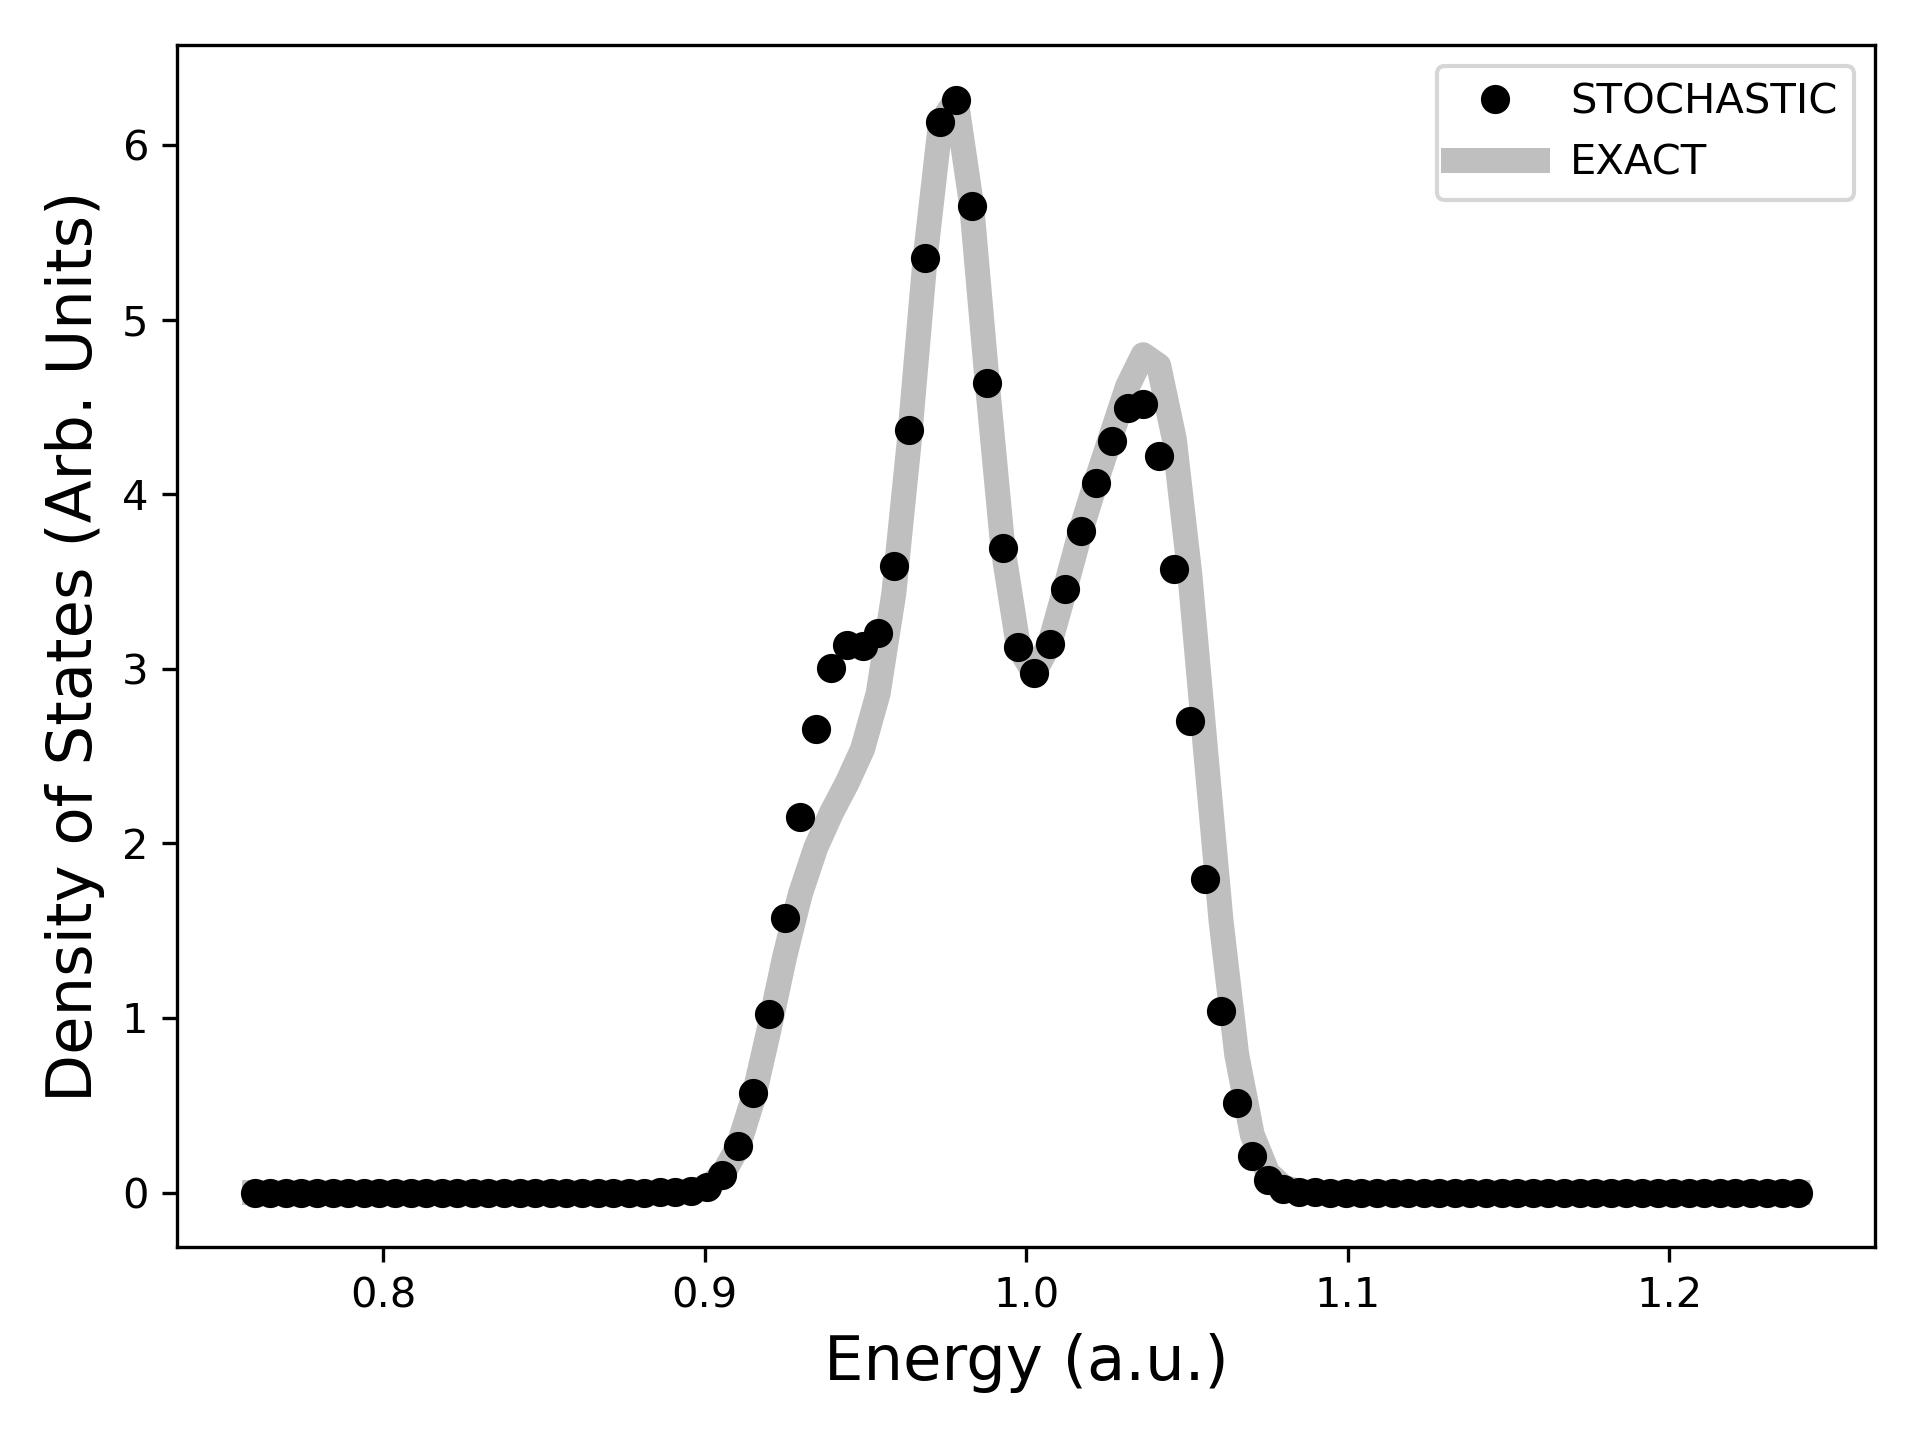 STOCHASTIC
EXACT
Density of States (Arb. Units)
6
5
4
3
2
1
0
0.8 0.9 1.0 1.1 1.2
Energy (a.u.)